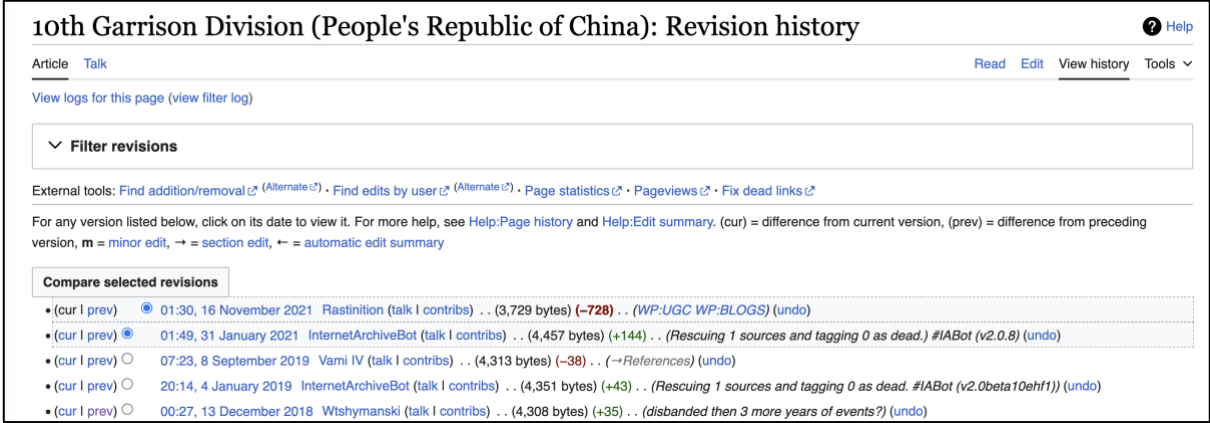 10th Garrison Division (People's Republic of China): Revision history
Help
Article Talk
Read Edit View history Tools
View logs for this page (view filter log)
Filter revisions
External tools: Find addition/removal (Alternate) · Find edits by user (Alternate) · Page statistics · Pageviews · Fix dead links
For any version listed below, click on its date to view it. For more help, see Help:Page history and Help:Edit summary. (cur) = difference from current version, (prev) = difference from preceding
version, m = minor edit, → = section edit, ← = automatic edit summary
Compare selected revisions
• (cur | prev) 01:30, 16 November 2021 Rastinition (talk | contribs) . . (3,729 bytes) (−728) . . (WP:UGC WP:BLOGS) (undo)
• (cur | prev) 01:49, 31 January 2021 InternetArchiveBot (talk | contribs) . . (4,457 bytes) (+144) . . (Rescuing 1 sources and tagging 0 as dead.) #IABot (v2.0.8) (undo)
• (cur | prev) 07:23, 8 September 2019 Vami IV (talk | contribs) . . (4,313 bytes) (−38) . . (→References) (undo)
• (cur | prev) 20:14, 4 January 2019 InternetArchiveBot (talk | contribs) . . (4,351 bytes) (+43) . . (Rescuing 1 sources and tagging 0 as dead. #IABot (v2.0beta10ehf1)) (undo)
• (cur | prev) 00:27, 13 December 2018 Wtshymanski (talk | contribs) . . (4,308 bytes) (+35) . . (disbanded then 3 more years of events?) (undo)